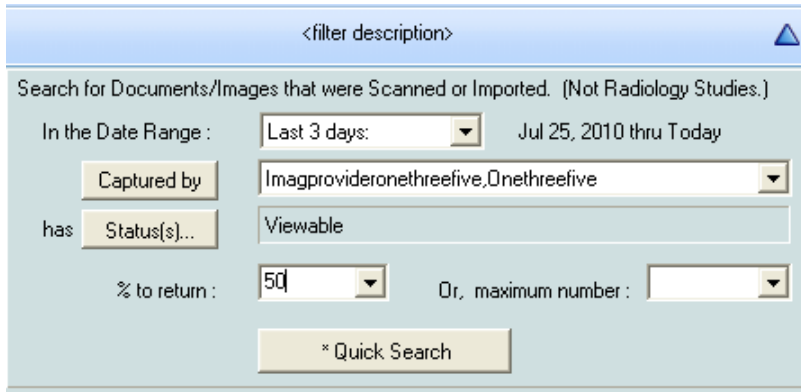 <filter description>
Search for Documents/Images that were Scanned or Imported. (Not Radiology Studies.)
In the Date Range : Last 3 days: Jul 25, 2010 thru Today
Captured by Imagprovideronethreefive,Onethreefive
has Status(s)... Viewable
% to return : 50 Or, maximum number :
* Quick Search